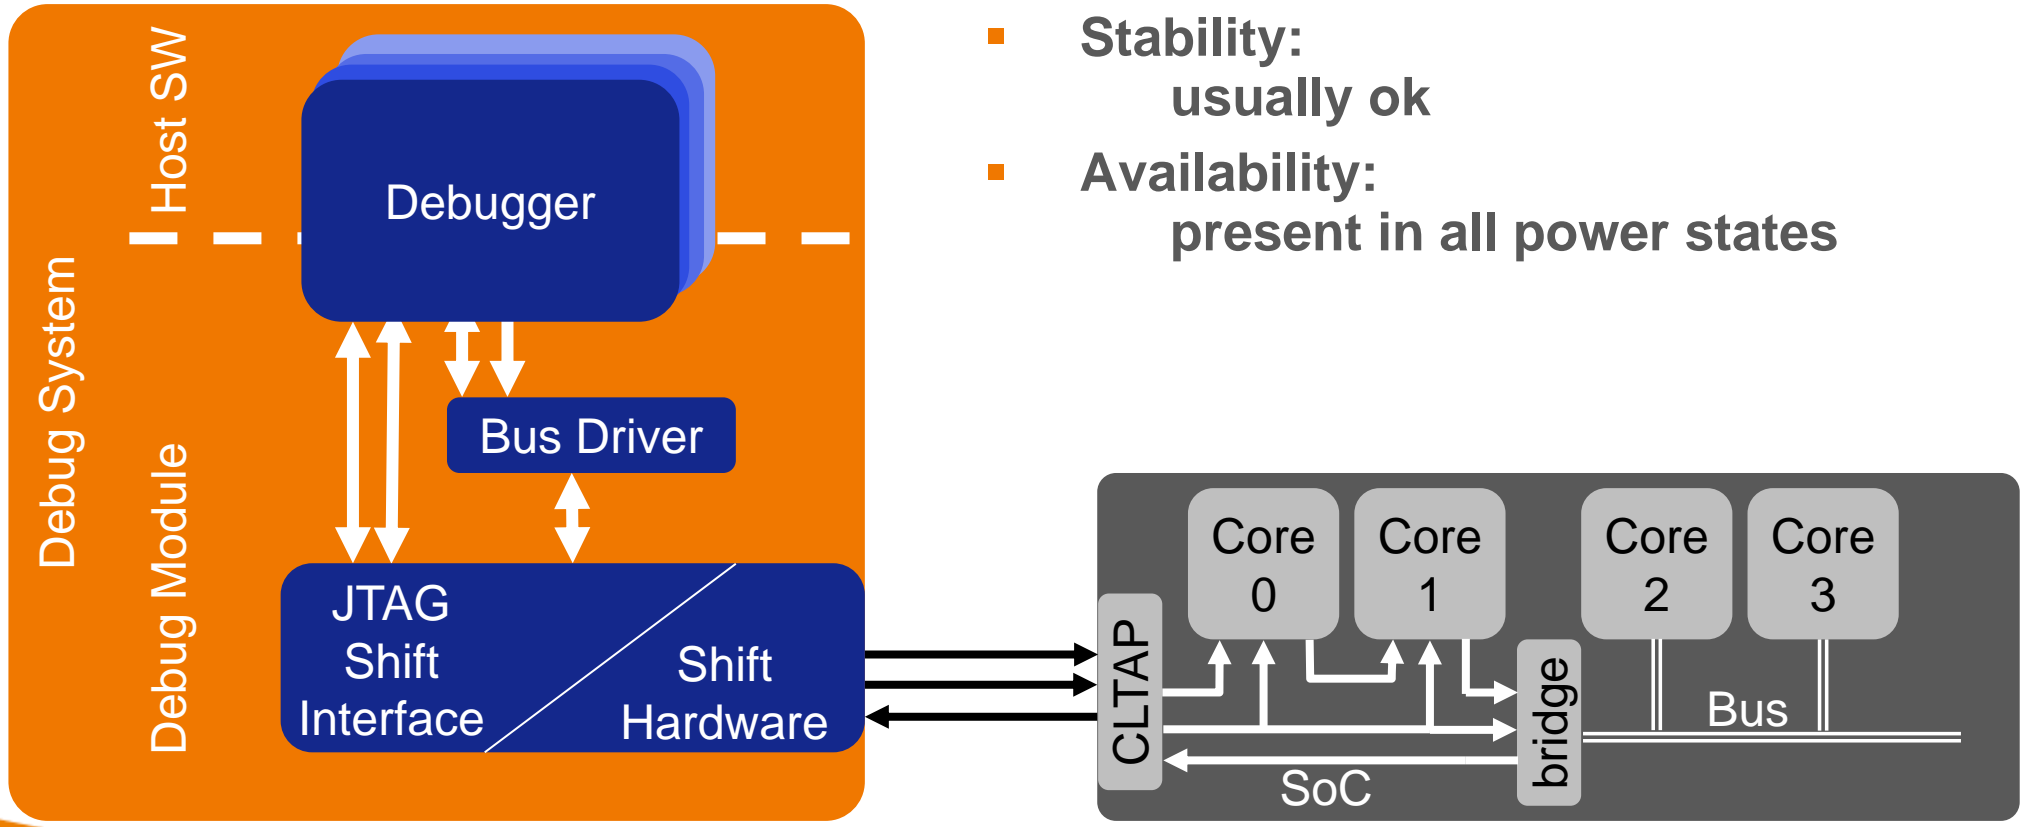 Host SW
Debug System
Debug Module
Debugger
Bus Driver
JTAG
Shift
Interface
Shift
Hardware
Stability:
usually ok
Availability:
present in all power states
CLTAP
Core
0
Core
1
Core
2
Core
3
bridge
Bus
SoC